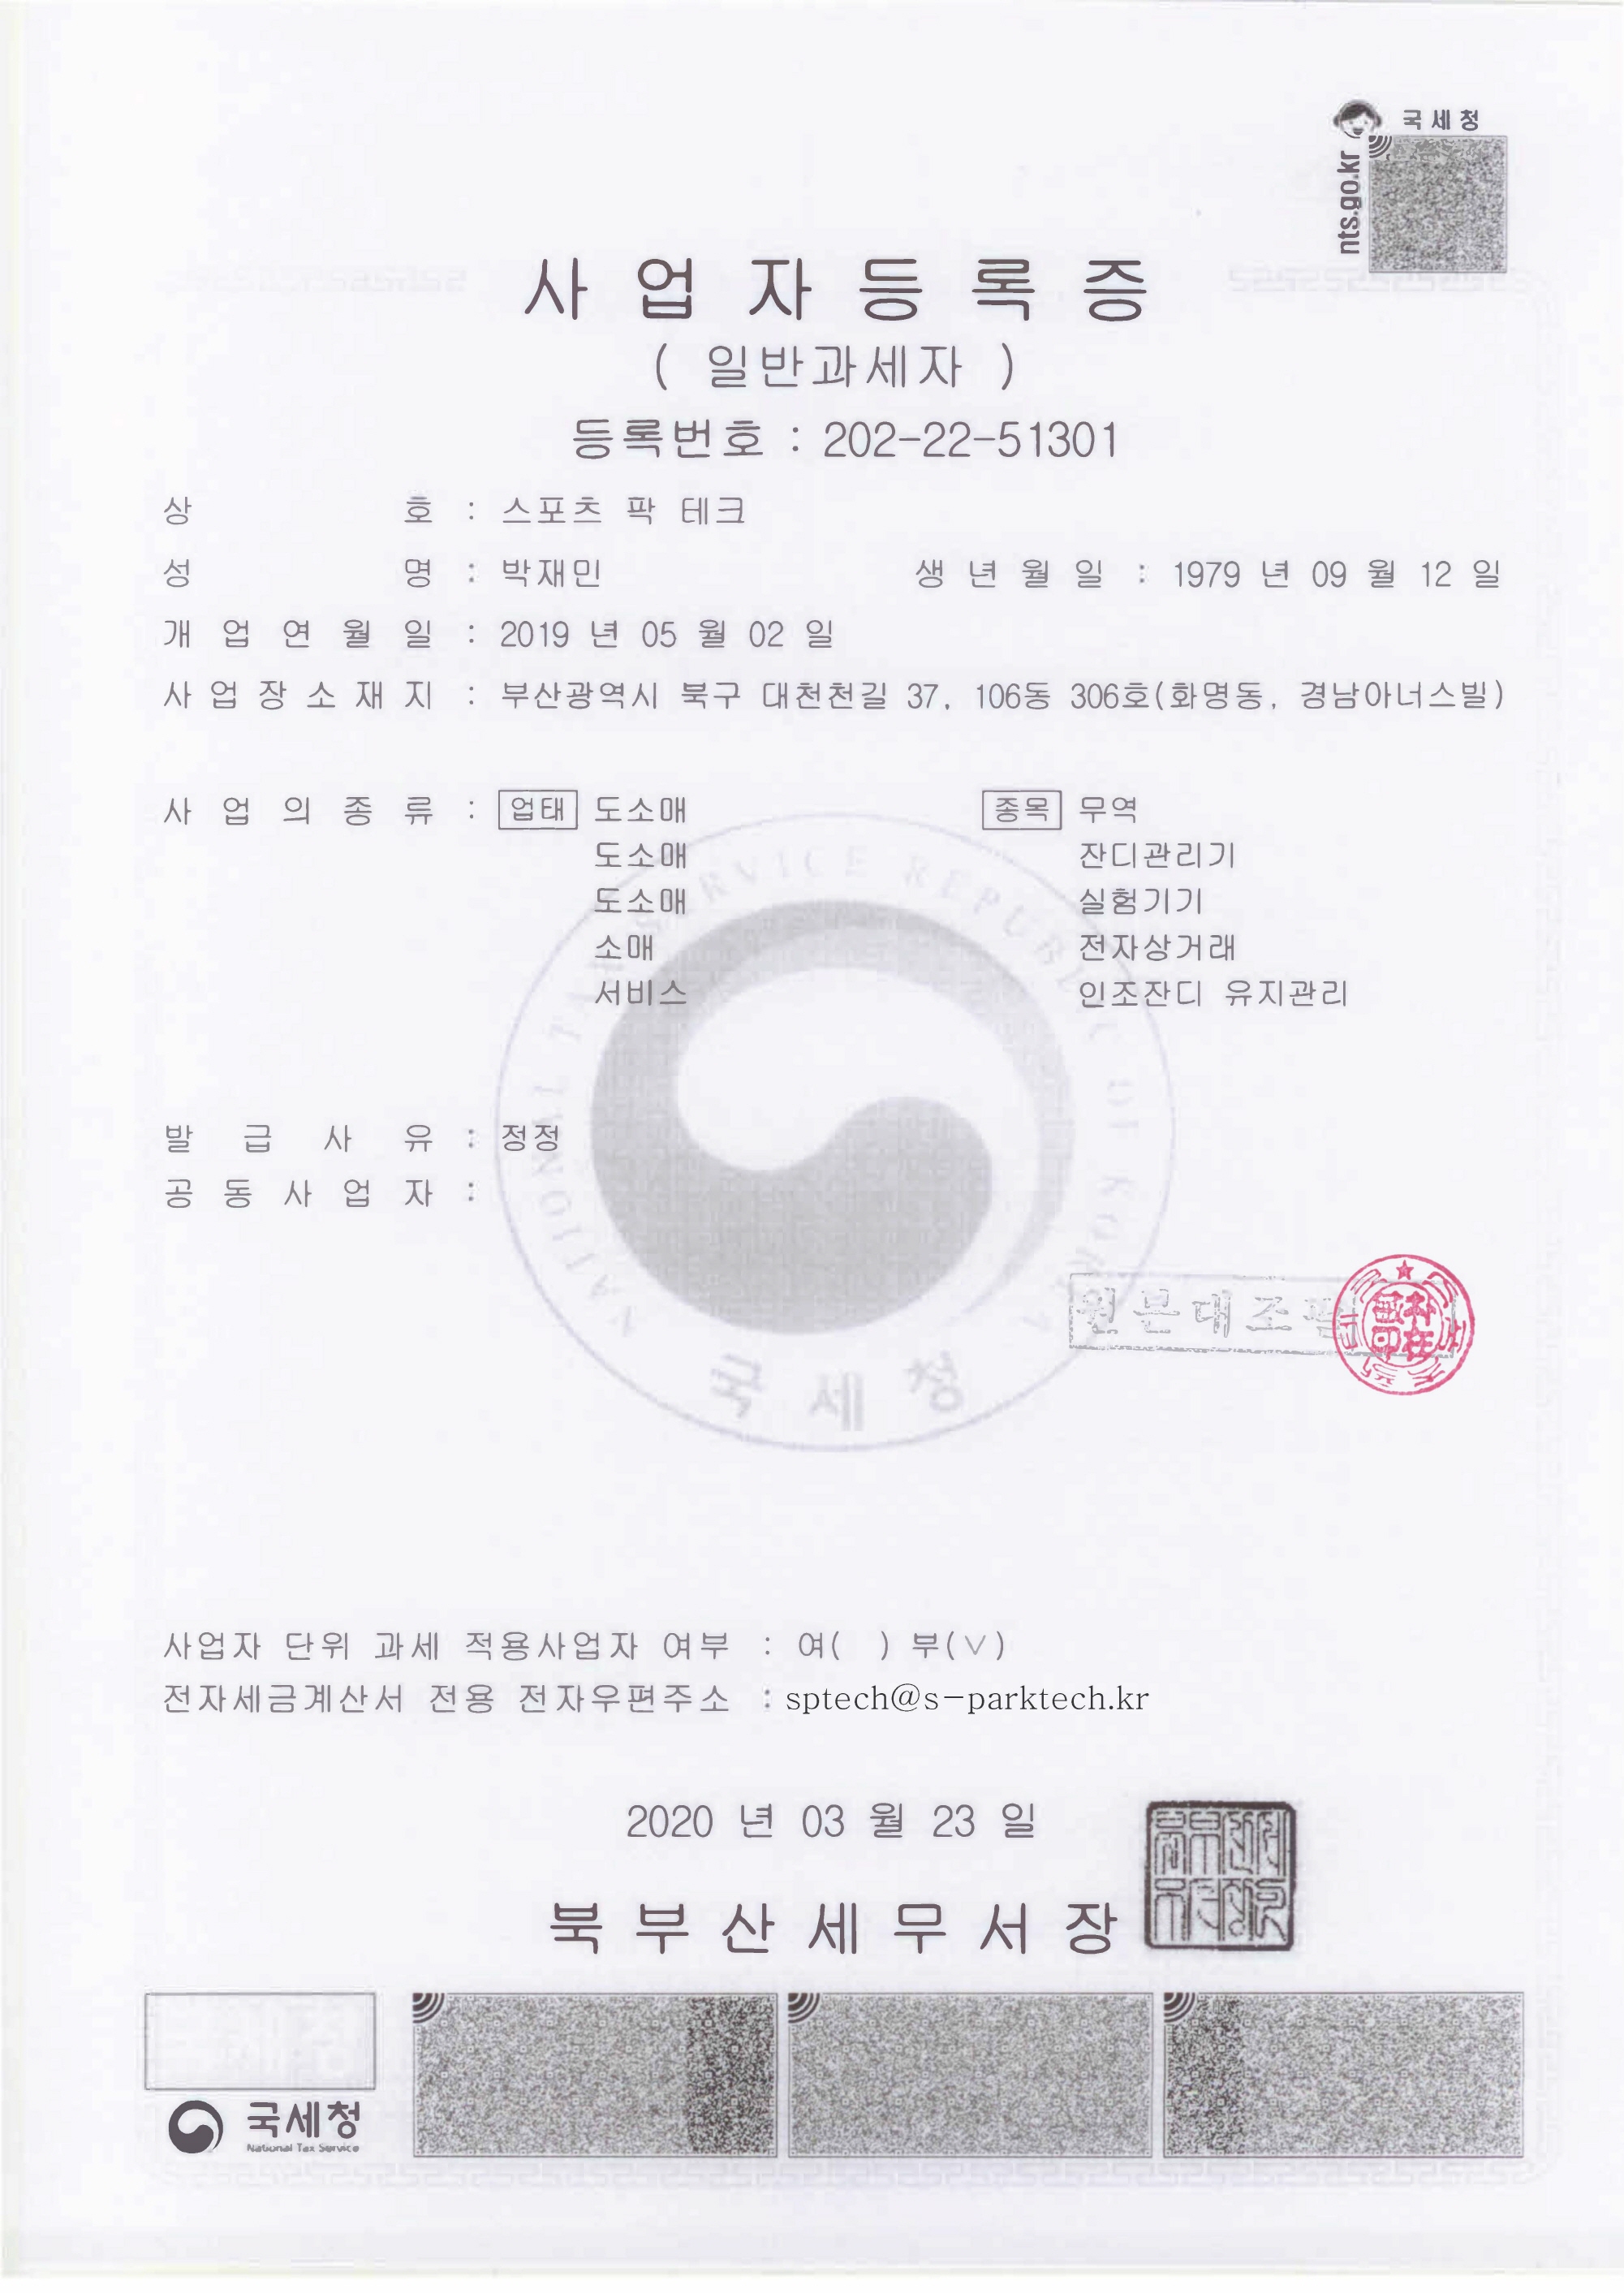 국세청
nts.go.kr
사업자등록증
( 일반과세자 )
등록번호 : 202-22-51301
상 호 : 스포츠 팍 테크
성 명 : 박재민 생 년 월 일 : 1979 년 09 월 12 일
개 업 연 월 일 : 2019 년 05 월 02 일
사 업 장 소 재 지 : 부산광역시 북구 대천천길 37, 106동 306호(화명동, 경남아너스빌)
사 업 의 종 류 : 업태 도소매 종목 무역
도소매 잔디관리기
도소매 실험기기
소매 전자상거래
서비스 인조잔디 유지관리
발 급 사 유 : 정정
공 동 사 업 자 :
원본대조필
NATIONAL TAX SERVICE REPUBLIC OF KOREA
국세청
사업자 단위 과세 적용사업자 여부 : 여( ) 부(∨)
전자세금계산서 전용 전자우편주소 : sptech@s-parktech.kr
2020 년 03 월 23 일
북부산세무서장
국세청
National Tax Service